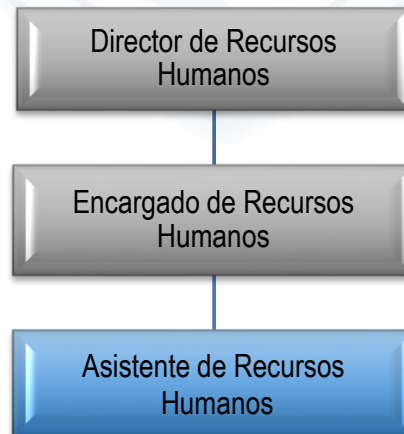 Director de Recursos
Humanos
Encargado de Recursos
Humanos
Asistente de Recursos
Humanos